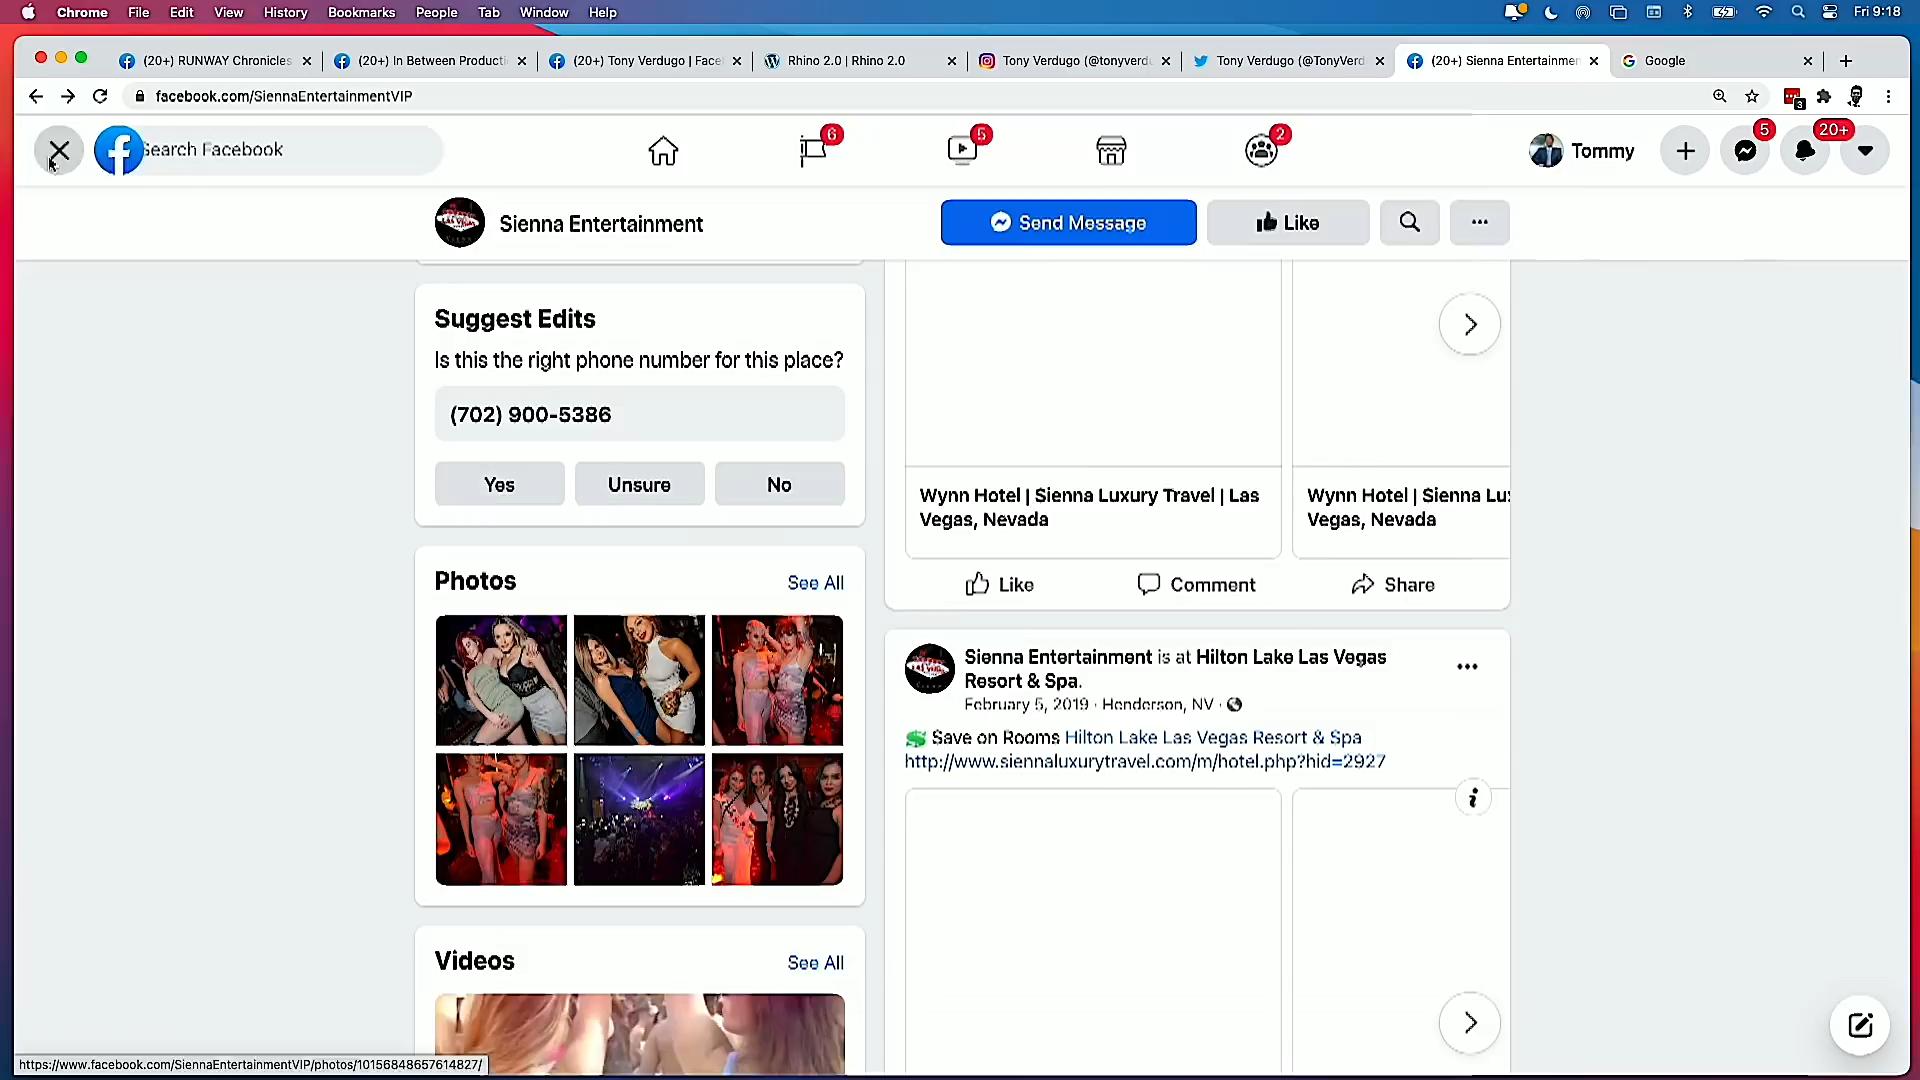 Chrome File Edit View History Bookmarks People Tab Window Help Fri 9:18
(20+) RUNWAY Chronicles (20+) In Between Producti (20+) Tony Verdugo | Face Rhino 2.0 | Rhino 2.0 Tony Verdugo (@tonyverdu Tony Verdugo (@TonyVerd (20+) Sienna Entertainmen Google
facebook.com/SiennaEntertainmentVIP 3
Search Facebook 6 5 2 Tommy 5 20+
Sienna Entertainment Send Message Like
Suggest Edits
Is this the right phone number for this place?
(702) 900-5386
Yes Unsure No
Photos See All
Videos See All
Wynn Hotel | Sienna Luxury Travel | Las
Vegas, Nevada
Wynn Hotel | Sienna Lu
Vegas, Nevada
Like Comment Share
Sienna Entertainment is at Hilton Lake Las Vegas
Resort & Spa.
February 5, 2019 · Henderson, NV ·
Save on Rooms Hilton Lake Las Vegas Resort & Spa
http://www.siennaluxurytravel.com/m/hotel.php?hid=2927
https://www.facebook.com/SiennaEntertainmentVIP/photos/10156848657614827/